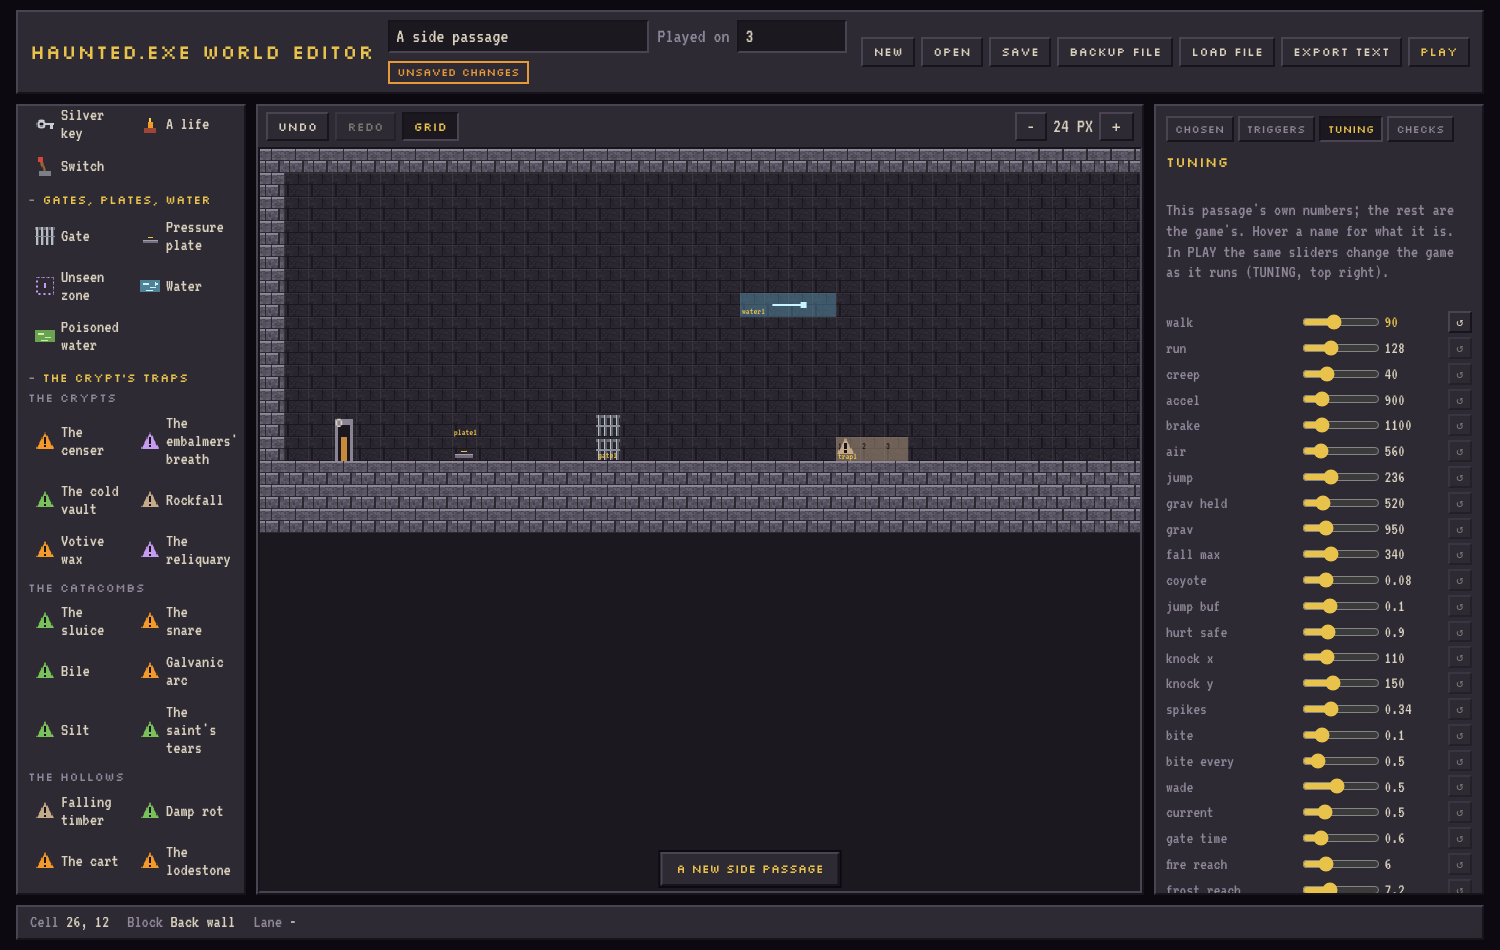 HAUNTED.EXE WORLD EDITOR
A side passage
Played on
3
UNSAVED CHANGES
NEW
OPEN
SAVE
BACKUP FILE
LOAD FILE
EXPORT TEXT
PLAY
Silver key
A life
Switch
- GATES, PLATES, WATER
Gate
Pressure plate
Unseen zone
Water
Poisoned water
- THE CRYPT'S TRAPS
THE CRYPTS
The censer
The embalmers' breath
The cold vault
Rockfall
Votive wax
The reliquary
THE CATACOMBS
The sluice
The snare
Bile
Galvanic arc
Silt
The saint's tears
THE HOLLOWS
Falling timber
Damp rot
The cart
The lodestone
UNDO
REDO
GRID
-
24 PX
+
water1
plate1
gate1
2
3
trap1
A NEW SIDE PASSAGE
CHOSEN
TRIGGERS
TUNING
CHECKS
TUNING
This passage's own numbers; the rest are
the game's. Hover a name for what it is.
In PLAY the same sliders change the game
as it runs (TUNING, top right).
walk 90 ↺
run 128 ↺
creep 40 ↺
accel 900 ↺
brake 1100 ↺
air 560 ↺
jump 236 ↺
grav held 520 ↺
grav 950 ↺
fall max 340 ↺
coyote 0.08 ↺
jump buf 0.1 ↺
hurt safe 0.9 ↺
knock x 110 ↺
knock y 150 ↺
spikes 0.34 ↺
bite 0.1 ↺
bite every 0.5 ↺
wade 0.5 ↺
current 0.5 ↺
gate time 0.6 ↺
fire reach 6 ↺
frost reach 7.2
Cell 26, 12 Block Back wall Lane -